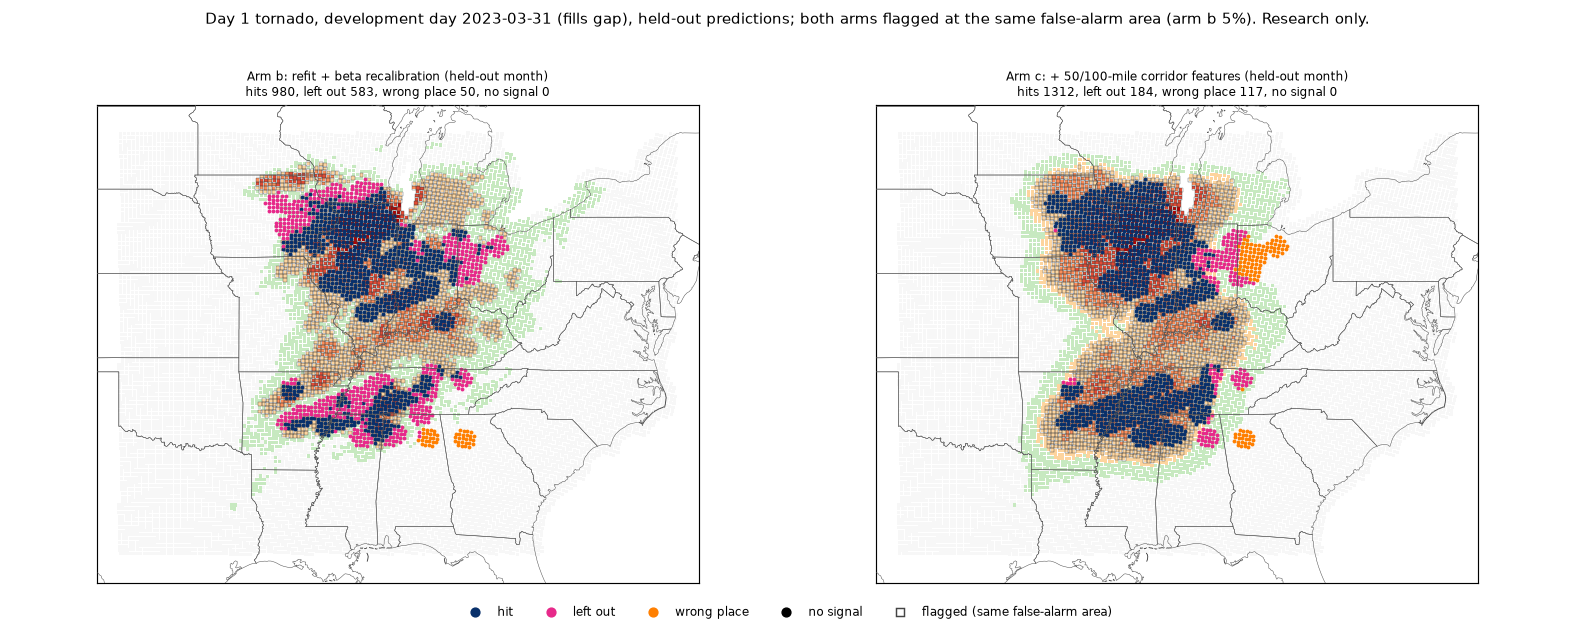 Day 1 tornado, development day 2023-03-31 (fills gap), held-out predictions; both arms flagged at the same false-alarm area (arm b 5%). Research only.
Arm b: refit + beta recalibration (held-out month)
hits 980, left out 583, wrong place 50, no signal 0
Arm c: + 50/100-mile corridor features (held-out month)
hits 1312, left out 184, wrong place 117, no signal 0
hit left out wrong place no signal flagged (same false-alarm area)